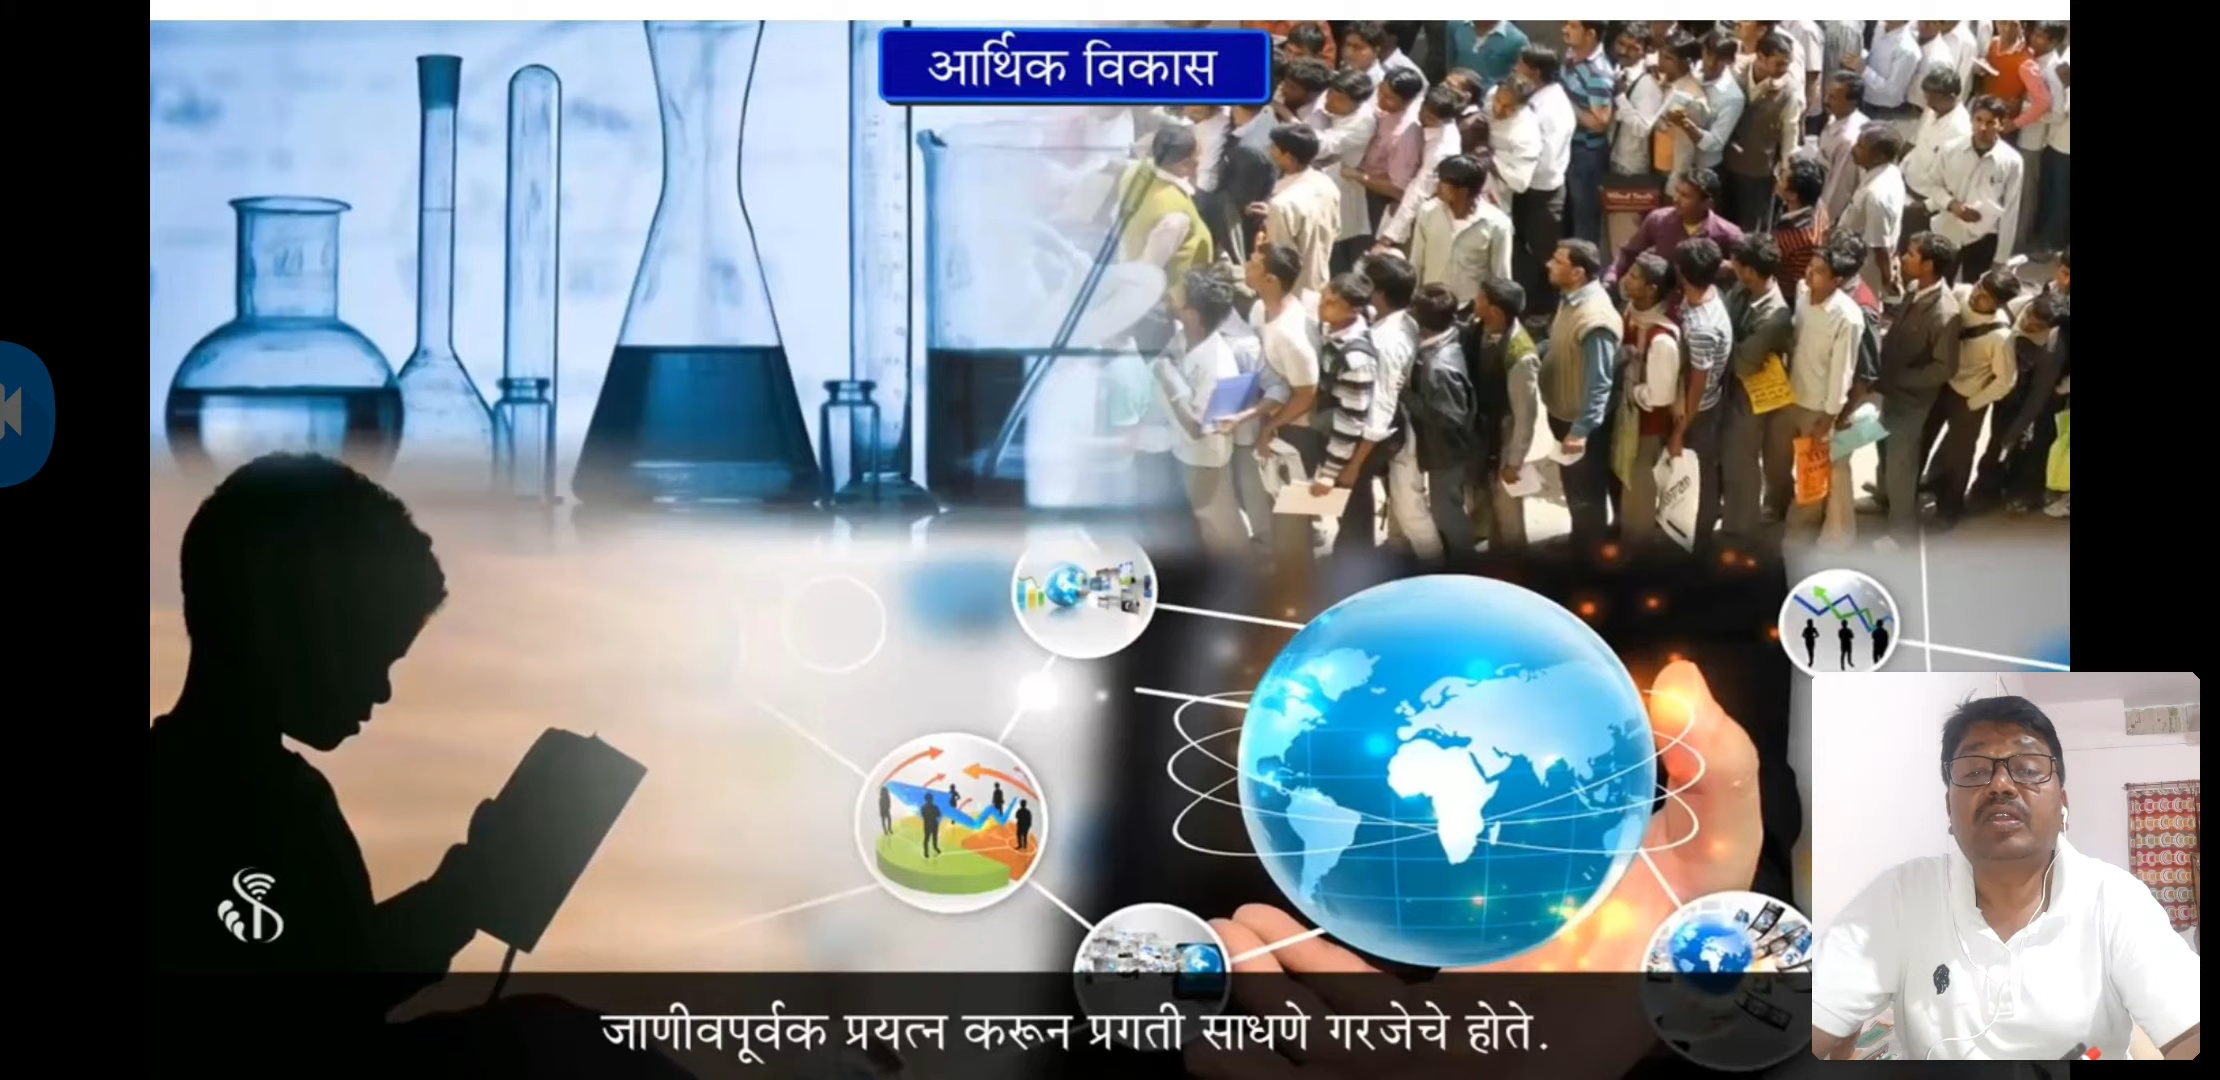 आर्थिक विकास
जाणीवपूर्वक प्रयत्न करून प्रगती साधणे गरजेचे होते.